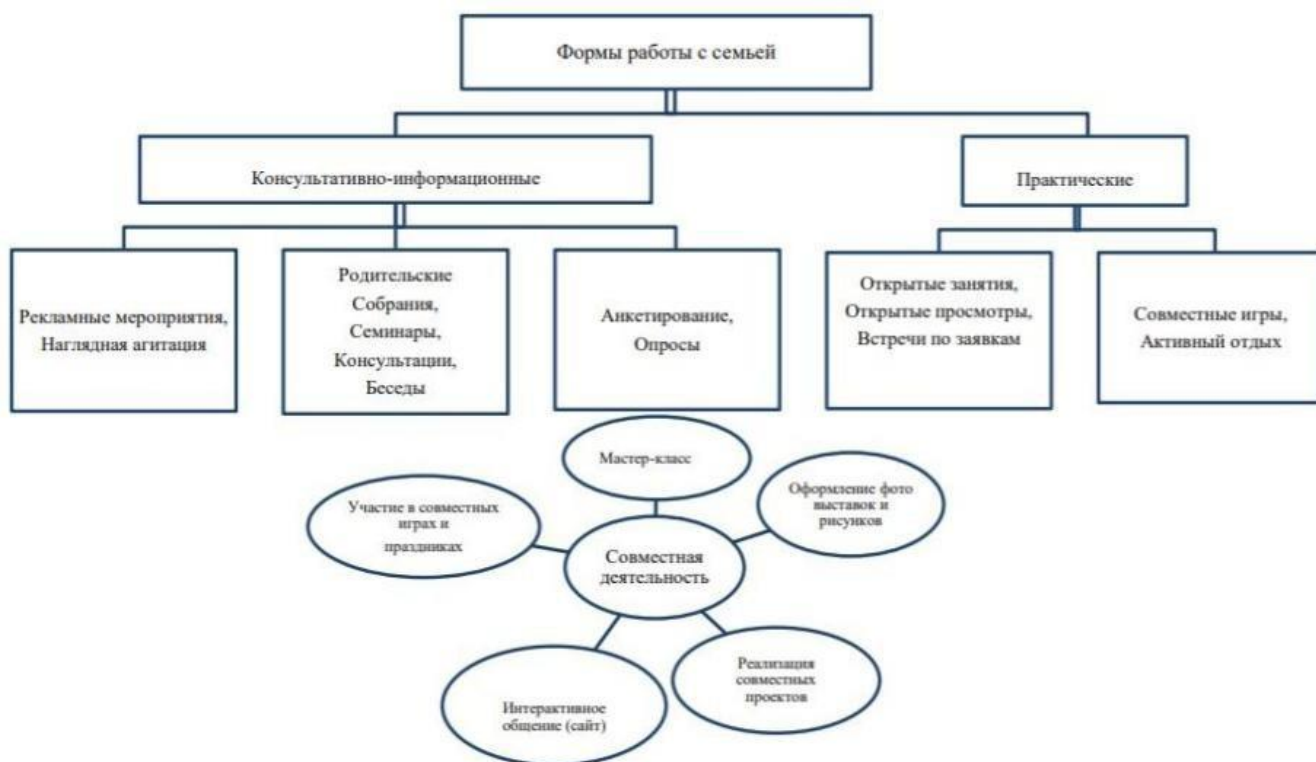 Формы работы с семьей
Консультативно-информационные
Практические
Рекламные мероприятия,
Наглядная агитация
Родительские
Собрания,
Семинары,
Консультации,
Беседы
Анкетирование,
Опросы
Открытые занятия,
Открытые просмотры,
Встречи по заявкам
Совместные игры,
Активный отдых
Мастер-класс
Участие в совместных
играх и
праздниках
Оформление фото
выставок и
рисунков
Совместная
деятельность
Интерактивное
общение (сайт)
Реализация
совместных
проектов